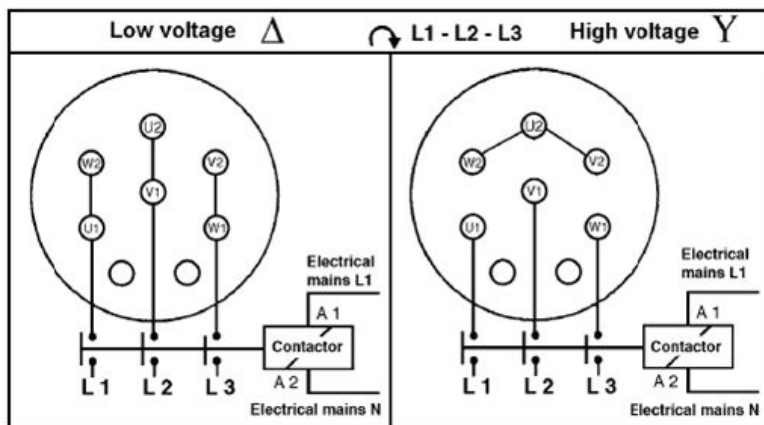 Low voltage Δ
L1 - L2 - L3
High voltage Y
U2
W2
V2
V1
U1
W1
Electrical
mains L1
A 1
Contactor
A 2
L 1
L 2
L 3
Electrical mains N
U2
W2
V2
V1
U1
W1
Electrical
mains L1
A 1
Contactor
A 2
L 1
L 2
L 3
Electrical mains N